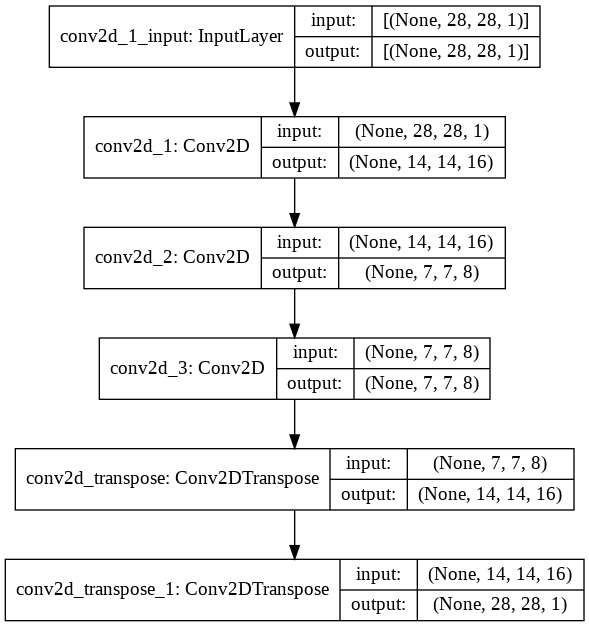 conv2d_1_input: InputLayer
input: [(None, 28, 28, 1)]
output: [(None, 28, 28, 1)]
conv2d_1: Conv2D
input: (None, 28, 28, 1)
output: (None, 14, 14, 16)
conv2d_2: Conv2D
input: (None, 14, 14, 16)
output: (None, 7, 7, 8)
conv2d_3: Conv2D
input: (None, 7, 7, 8)
output: (None, 7, 7, 8)
conv2d_transpose: Conv2DTranspose
input: (None, 7, 7, 8)
output: (None, 14, 14, 16)
conv2d_transpose_1: Conv2DTranspose
input: (None, 14, 14, 16)
output: (None, 28, 28, 1)